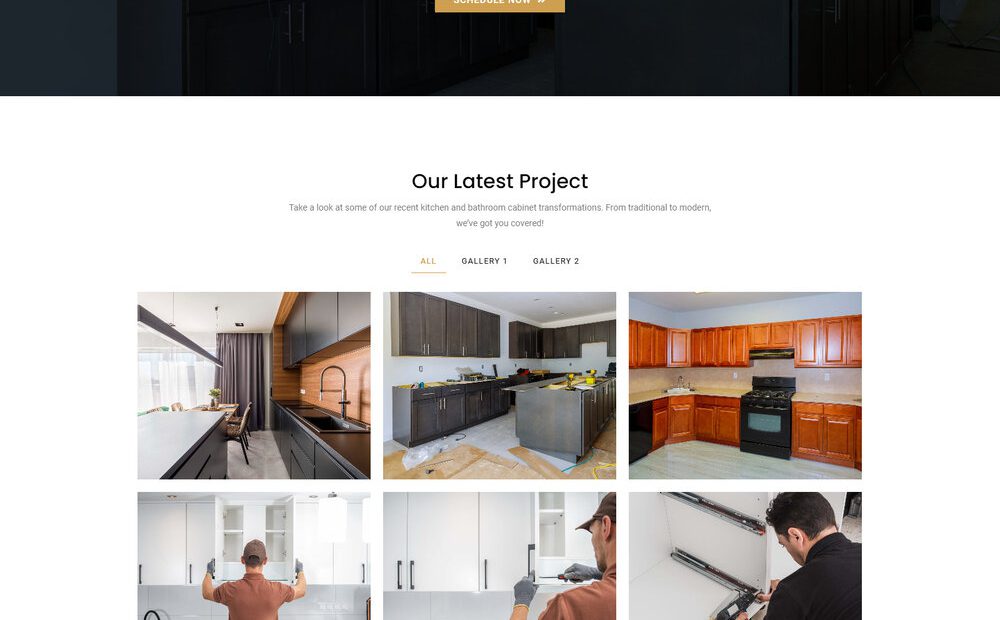 SCHEDULE NOW »
Our Latest Project
Take a look at some of our recent kitchen and bathroom cabinet transformations. From traditional to modern,
we've got you covered!
ALL
GALLERY 1
GALLERY 2